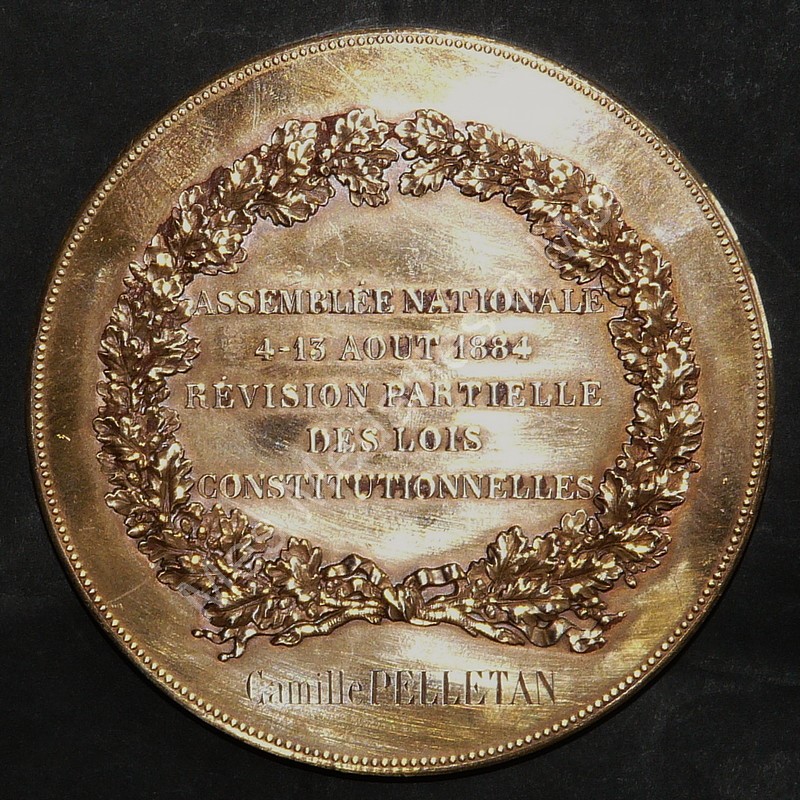 ASSEMBLÉE NATIONALE
4-13 AOUT 1884
RÉVISION PARTIELLE
DES LOIS
CONSTITUTIONNELLES
Camille PELLETAN